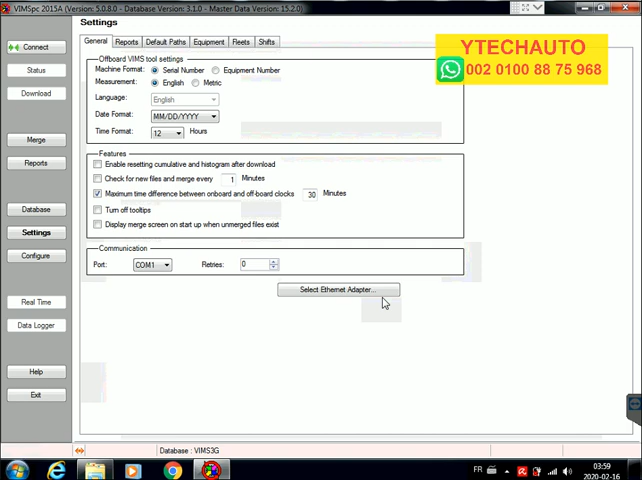 VIMSpc 2015A (Version: 5.0.8.0 - Database Version: 3.1.0 - Master Data Version: 15.2.0)
Settings
Connect
Status
Download
Merge
Reports
Database
Settings
Configure
Real Time
Data Logger
Help
Exit
General Reports Default Paths Equipment Fleets Shifts
YTECHAUTO
002 0100 88 75 968
Offboard VIMS tool settings
Machine Format: Serial Number Equipment Number
Measurement: English Metric
Language: English
Date Format: MM/DD/YYYY
Time Format: 12 Hours
Features
Enable resetting cumulative and histogram after download
Check for new files and merge every 1 Minutes
Maximum time difference between onboard and off-board clocks 30 Minutes
Turn off tooltips
Display merge screen on start up when unmerged files exist
Communication
Port: COM1 Retries: 0
Select Ethernet Adapter...
Database : VIMS3G
FR
03:59
2020-02-16